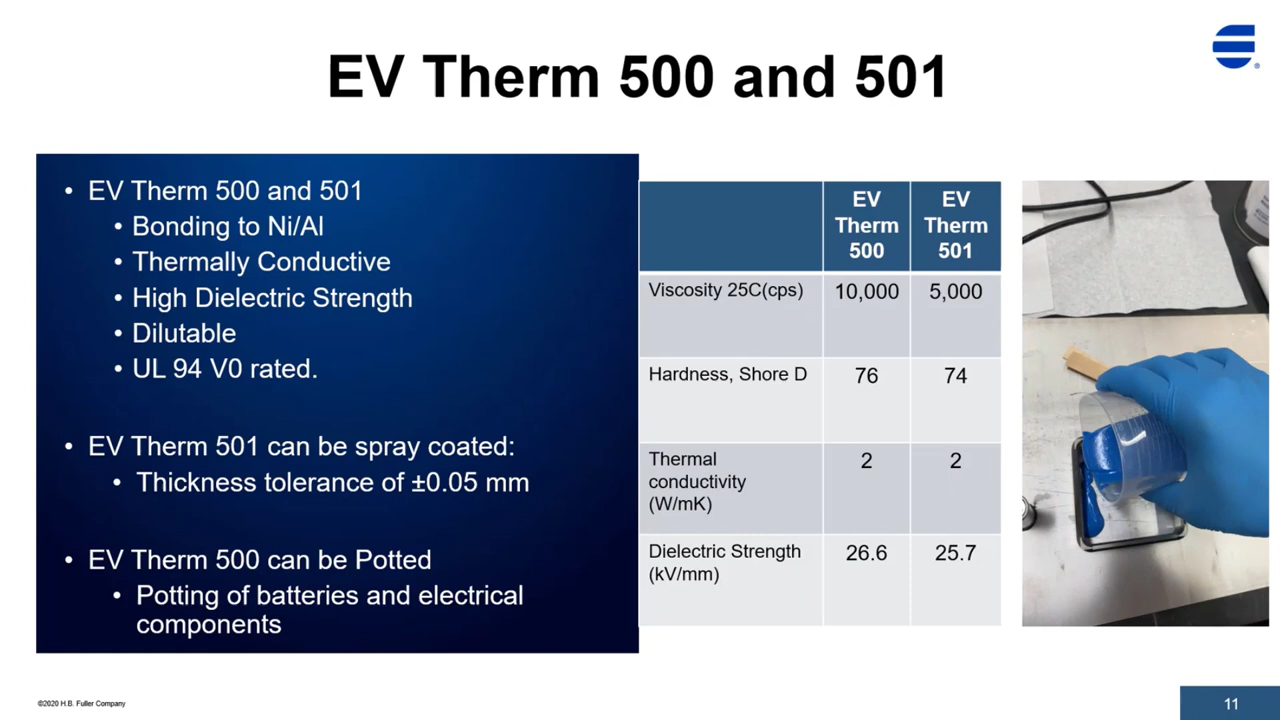 EV Therm 500 and 501
• EV Therm 500 and 501
• Bonding to Ni/Al
• Thermally Conductive
• High Dielectric Strength
• Dilutable
• UL 94 V0 rated.
• EV Therm 501 can be spray coated:
• Thickness tolerance of ±0.05 mm
• EV Therm 500 can be Potted
• Potting of batteries and electrical
components
EV Therm 500 EV Therm 501
Viscosity 25C(cps) 10,000 5,000
Hardness, Shore D 76 74
Thermal conductivity (W/mK) 2 2
Dielectric Strength (kV/mm) 26.6 25.7
©2020 H.B. Fuller Company
11